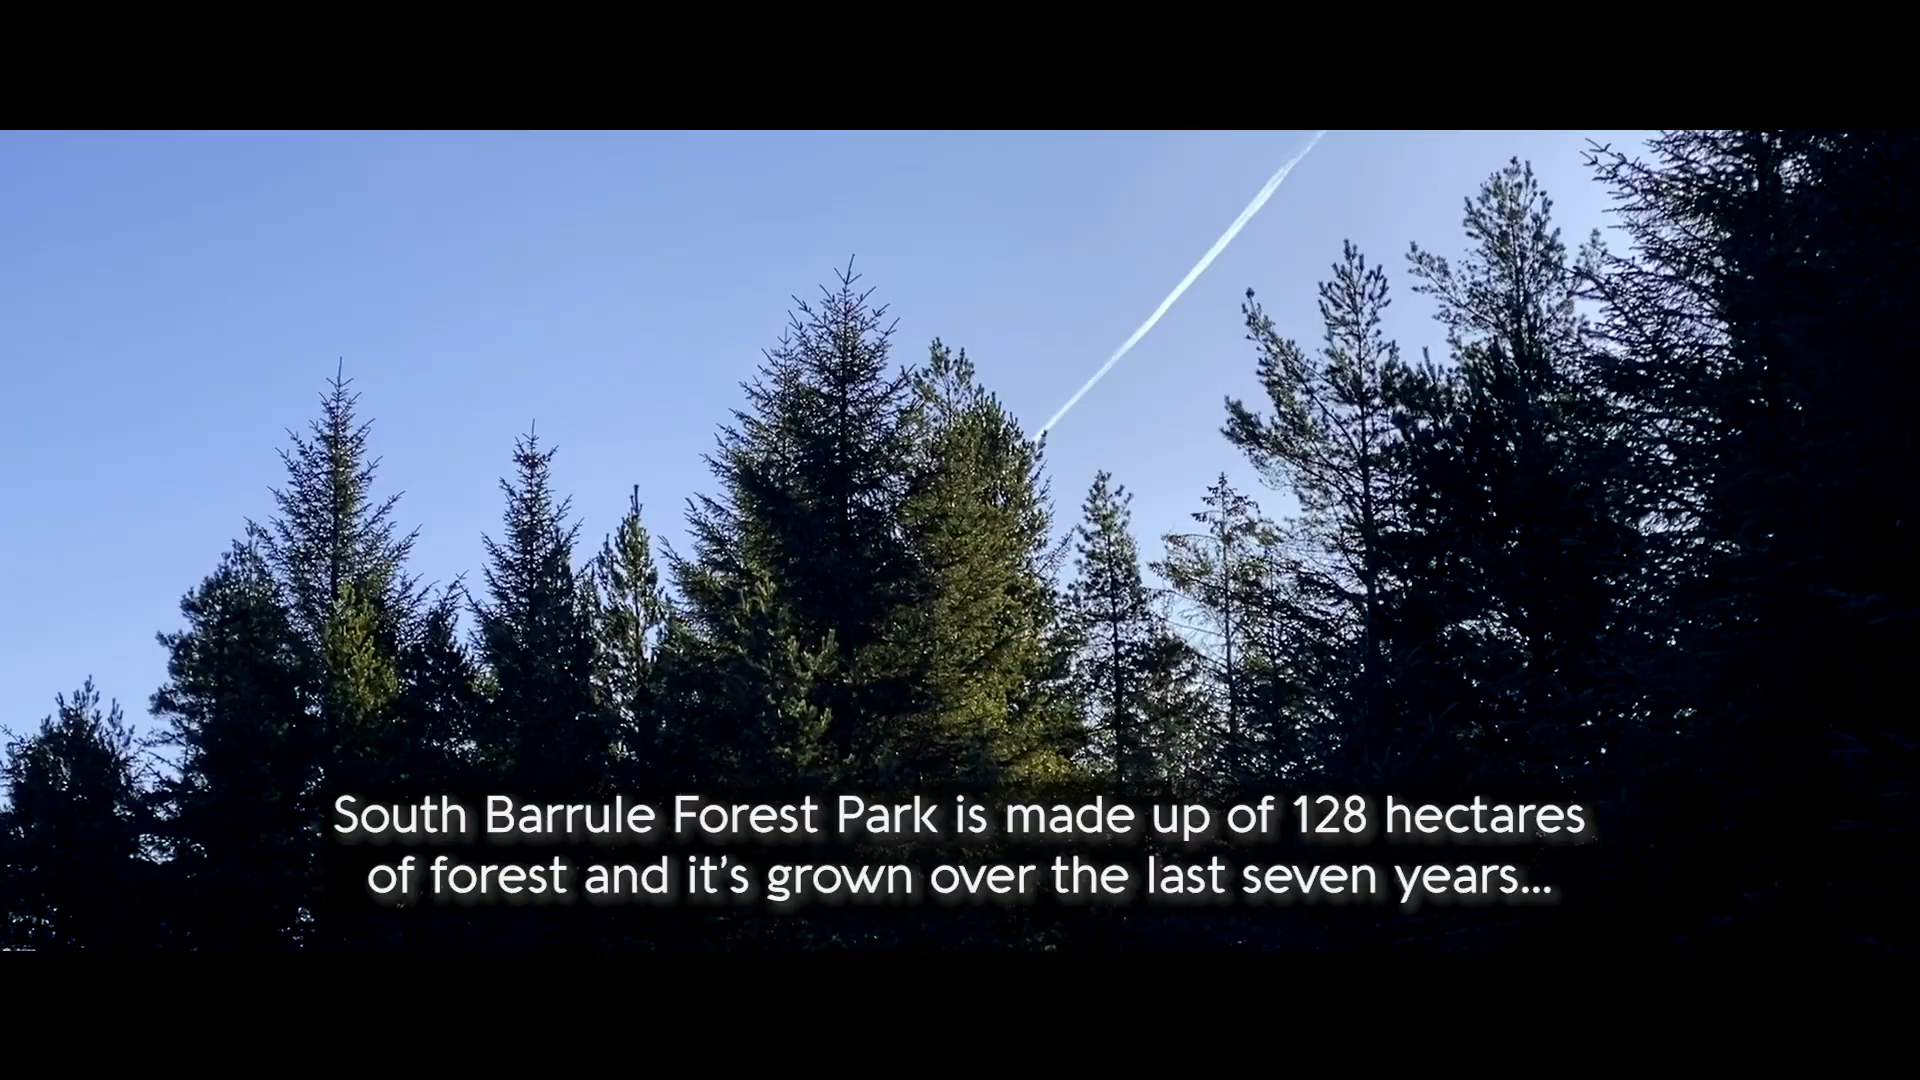 South Barrule Forest Park is made up of 128 hectares
of forest and it's grown over the last seven years...